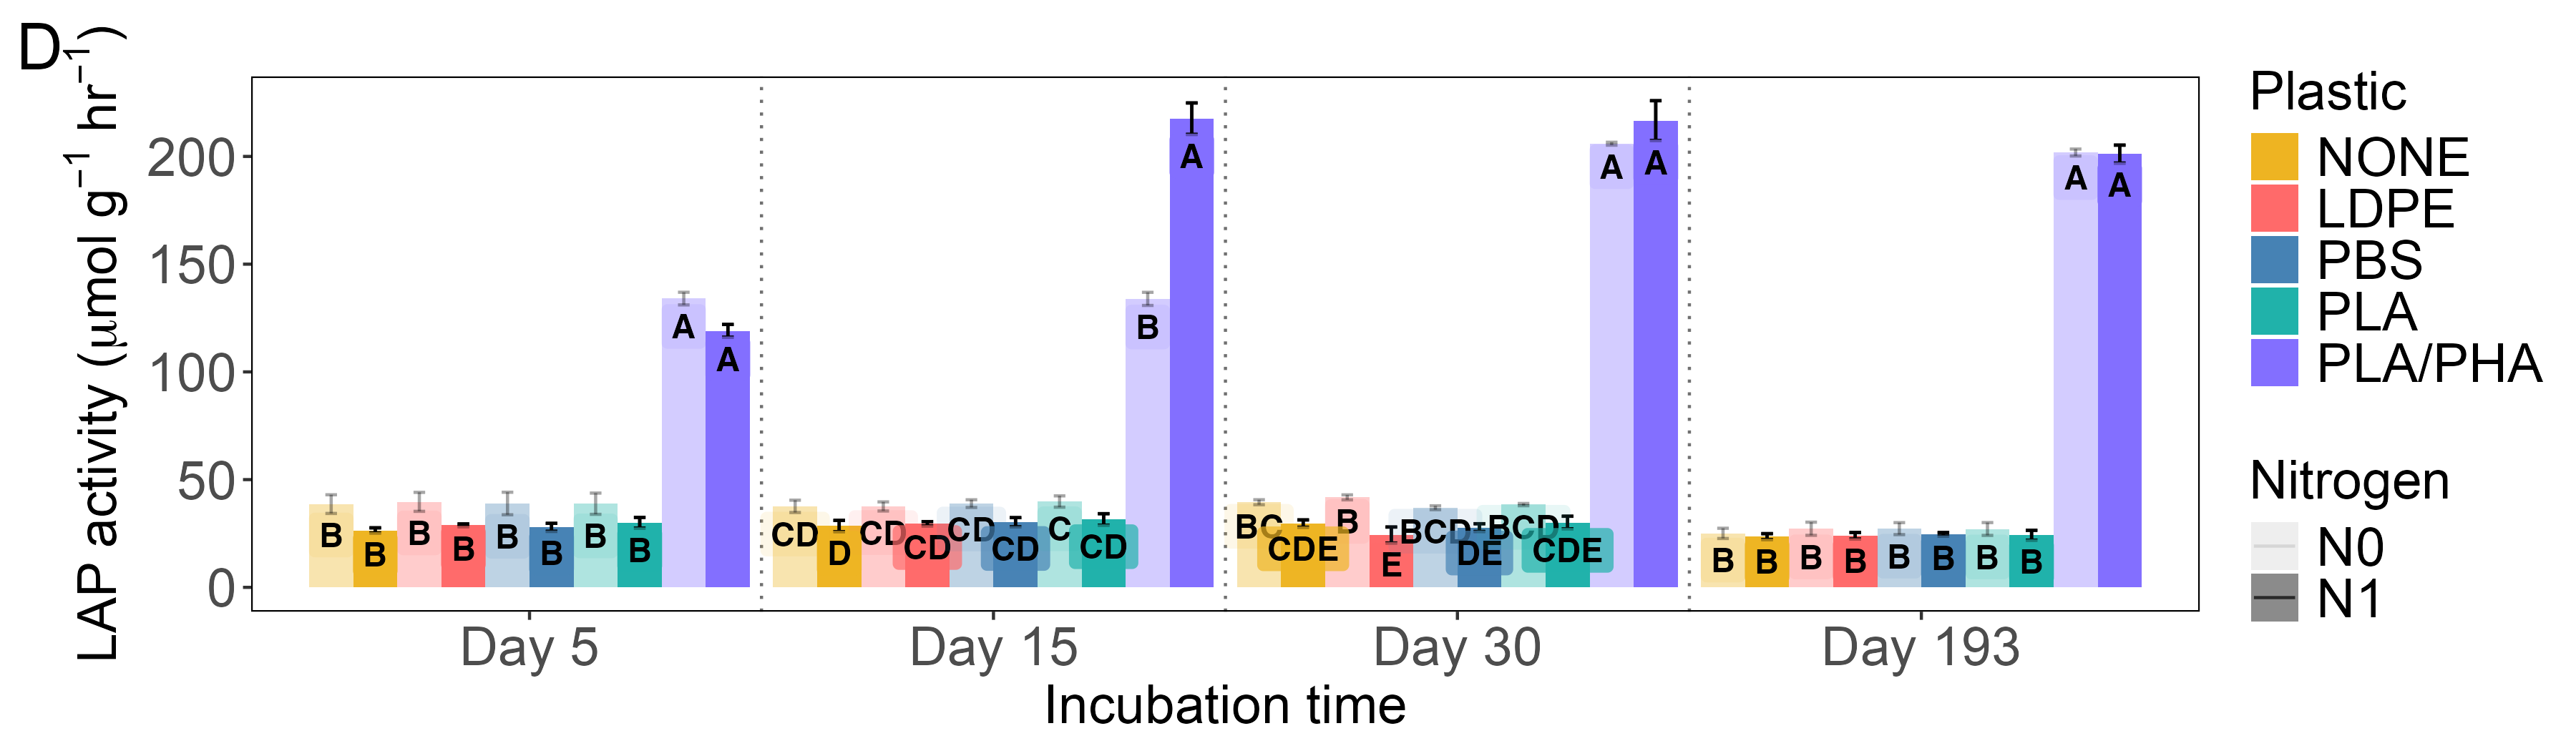 D
LAP activity (μmol g⁻¹ hr⁻¹)
200
150
100
50
0
B B B B B B B B A A
CD D CD CD CD CD C CD B A
BC CDE B E BCD DE BCD CDE A A
B B B B B B B B A A
Day 5 Day 15 Day 30 Day 193
Incubation time
Plastic
NONE
LDPE
PBS
PLA
PLA/PHA
Nitrogen
N0
N1